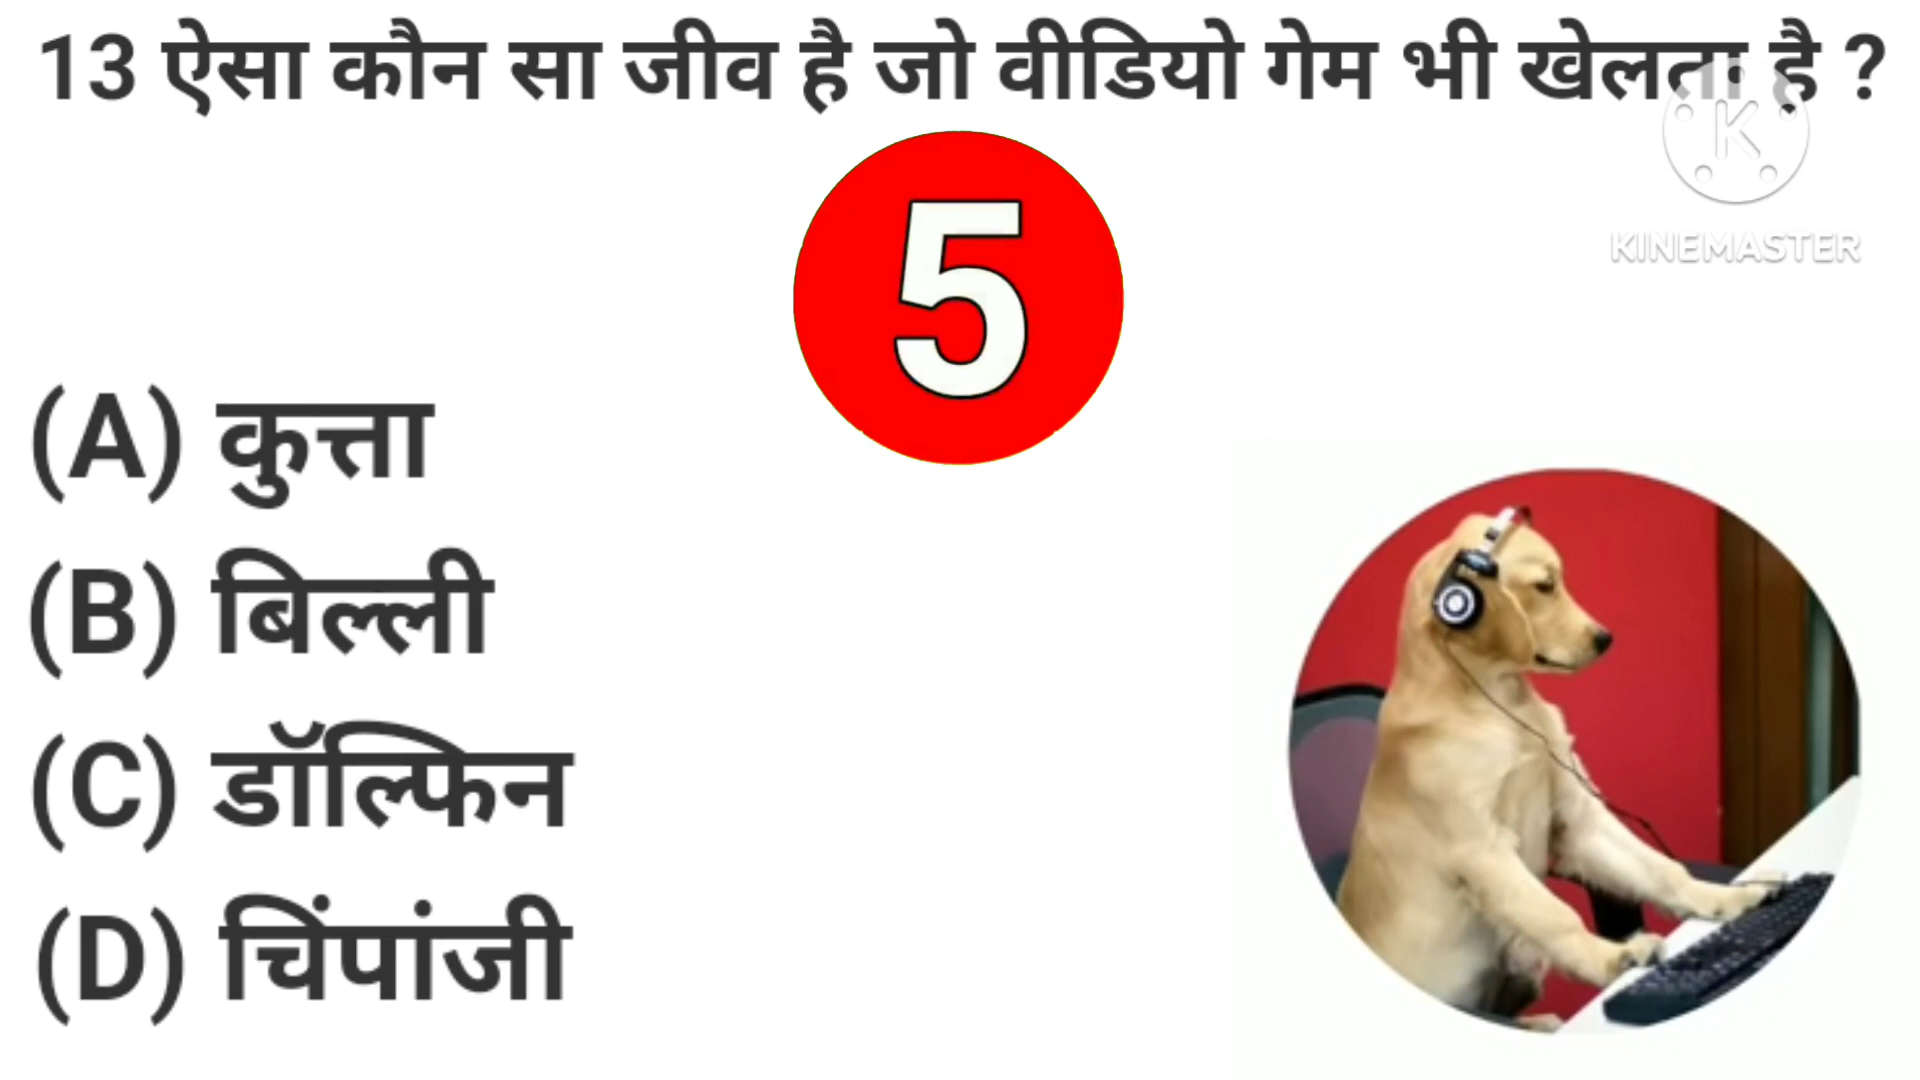 13 ऐसा कौन सा जीव है जो वीडियो गेम भी खेलता है ?
K
KINEMASTER
5
(A) कुत्ता
(B) बिल्ली
(C) डॉल्फिन
(D) चिंपांजी